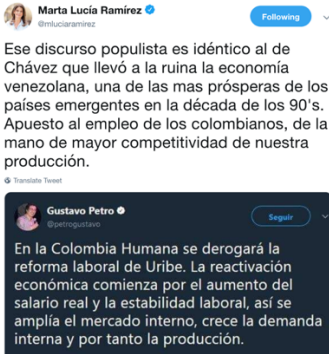 Marta Lucía Ramírez
@mluciaramirez
Following
Ese discurso populista es idéntico al de
Chávez que llevó a la ruina la economía
venezolana, una de las mas prósperas de los
países emergentes en la década de los 90's.
Apuesto al empleo de los colombianos, de la
mano de mayor competitividad de nuestra
producción.
Translate Tweet
Gustavo Petro
@petrogustavo
Seguir
En la Colombia Humana se derogará la
reforma laboral de Uribe. La reactivación
económica comienza por el aumento del
salario real y la estabilidad laboral, así se
amplía el mercado interno, crece la demanda
interna y por tanto la producción.